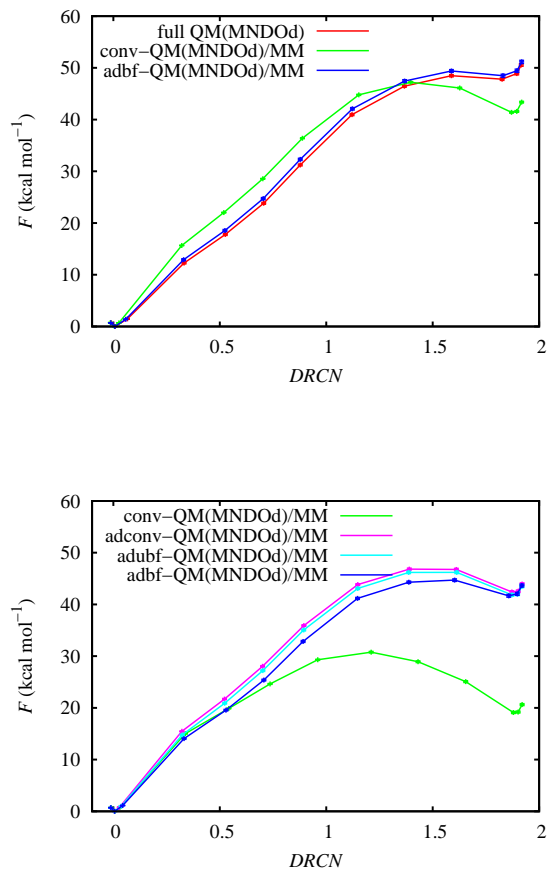 full QM(MNDOd)
conv−QM(MNDOd)/MM
adbf−QM(MNDOd)/MM
60
50
40
30
20
10
0
F (kcal mol−1)
0 0.5 1 1.5 2
DRCN
conv−QM(MNDOd)/MM
adconv−QM(MNDOd)/MM
adubf−QM(MNDOd)/MM
adbf−QM(MNDOd)/MM
60
50
40
30
20
10
0
F (kcal mol−1)
0 0.5 1 1.5 2
DRCN